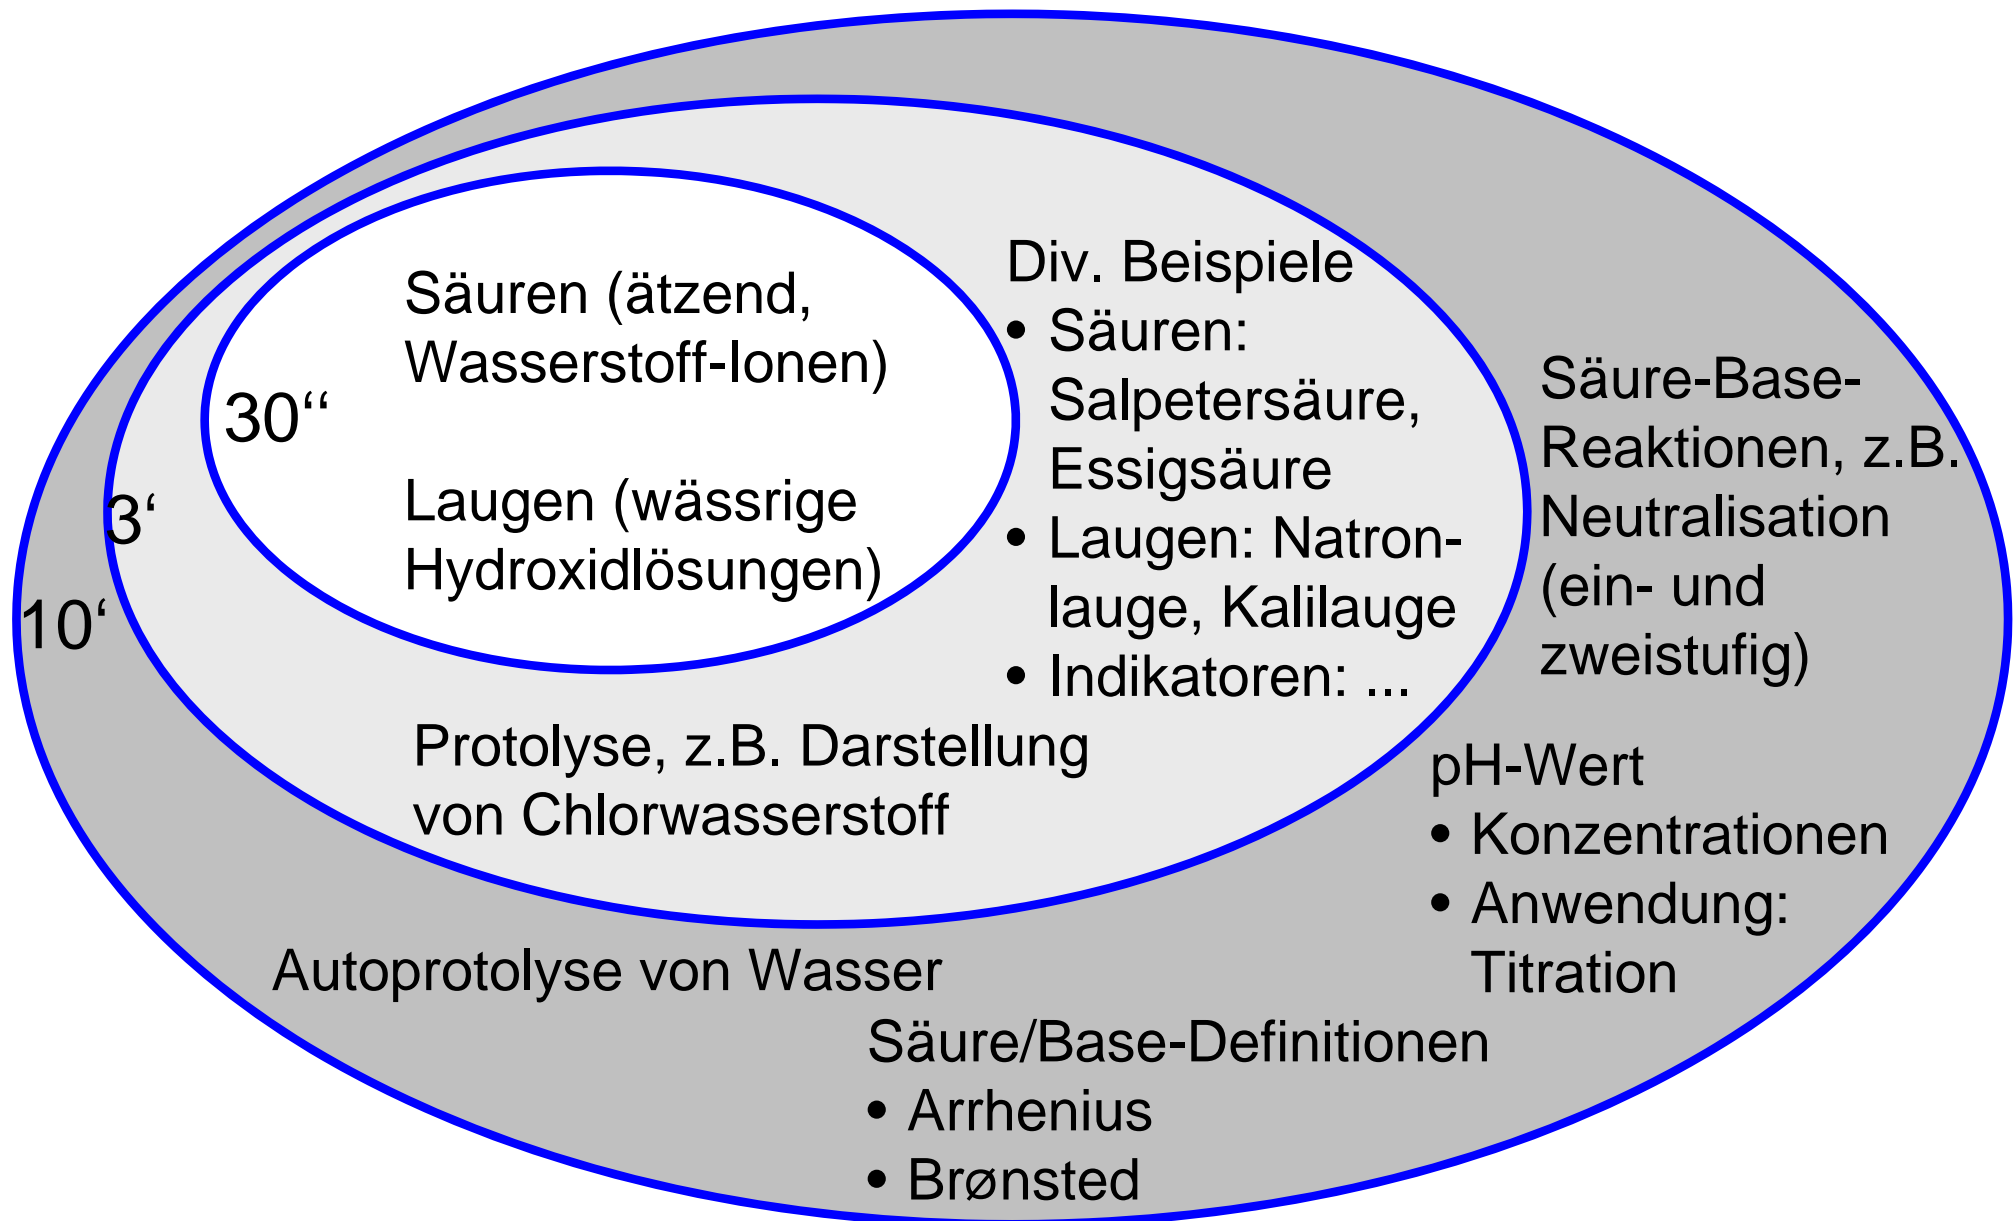 Säuren (ätzend,
Wasserstoff-Ionen)
30“
Laugen (wässrige
Hydroxidlösungen)
3‘
10‘
Div. Beispiele
• Säuren:
Salpetersäure,
Essigsäure
• Laugen: Natron-
lauge, Kalilauge
• Indikatoren: ...
Protolyse, z.B. Darstellung
von Chlorwasserstoff
Säure-Base-
Reaktionen, z.B.
Neutralisation
(ein- und
zweistufig)
pH-Wert
• Konzentrationen
• Anwendung:
Titration
Autoprotolyse von Wasser
Säure/Base-Definitionen
• Arrhenius
• Brønsted